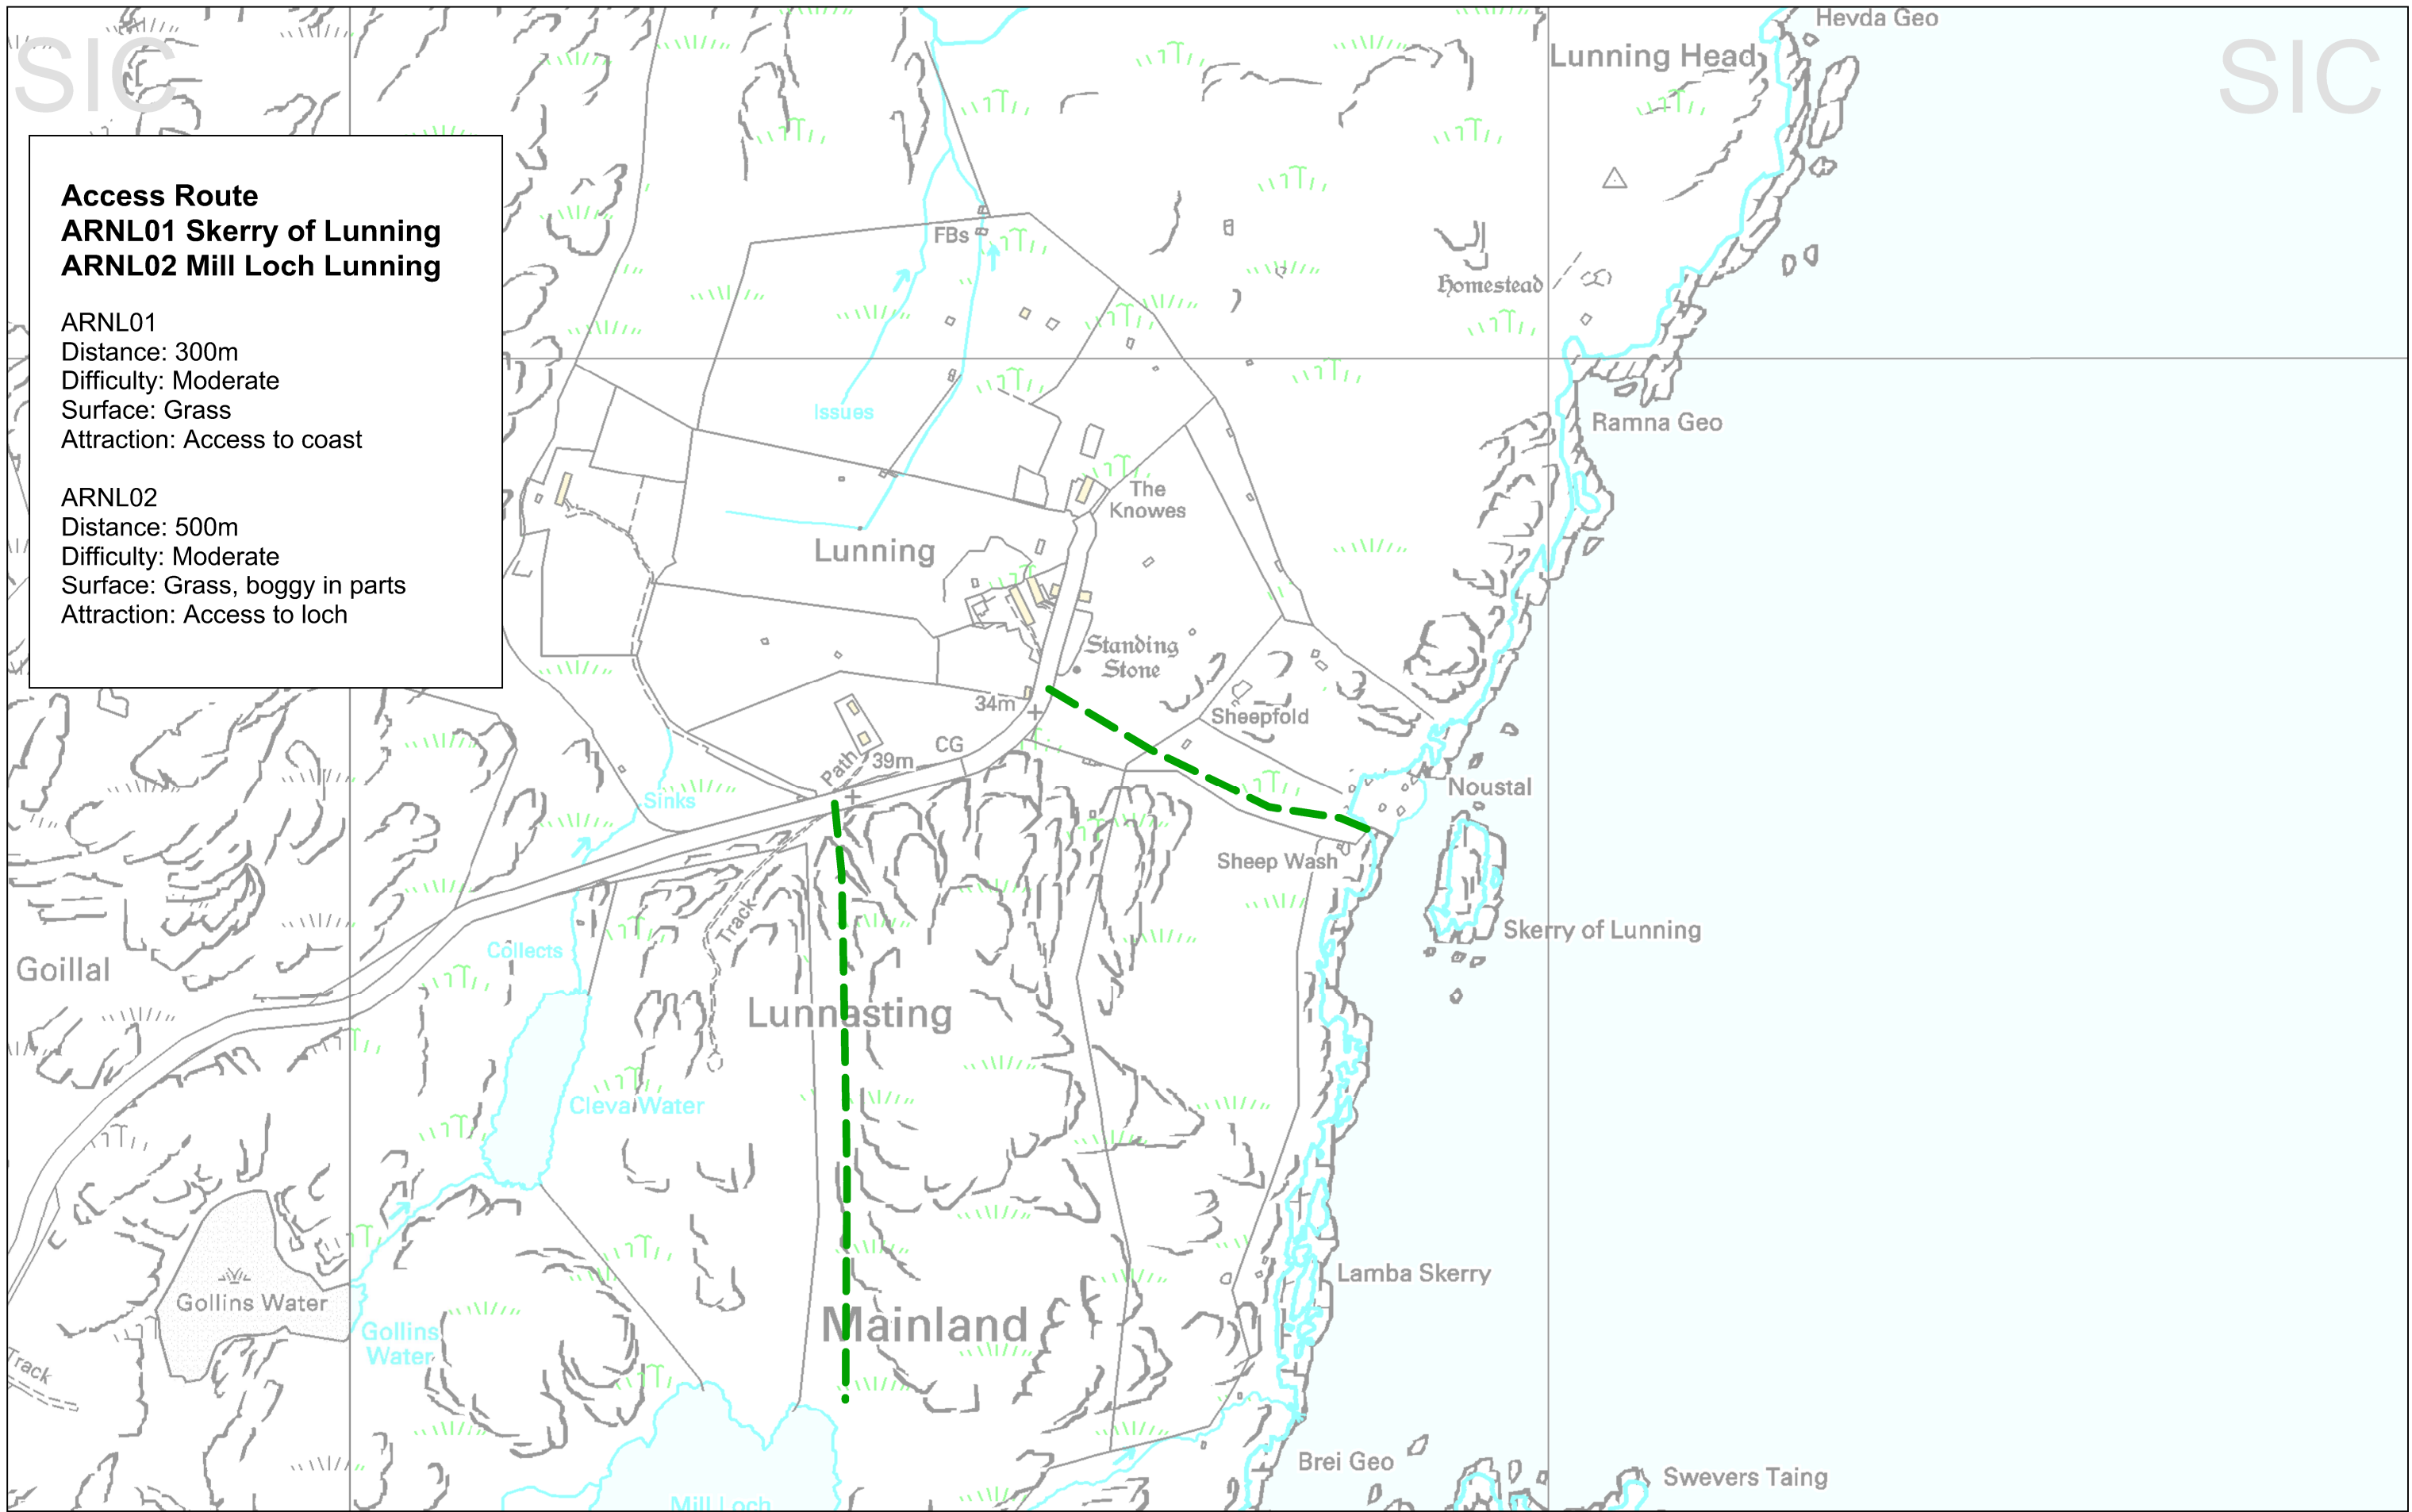 SIC
SIC
Hevda Geo
Lunning Head
Access Route
ARNL01 Skerry of Lunning
ARNL02 Mill Loch Lunning
ARNL01
Distance: 300m
Difficulty: Moderate
Surface: Grass
Attraction: Access to coast
ARNL02
Distance: 500m
Difficulty: Moderate
Surface: Grass, boggy in parts
Attraction: Access to loch
FBs
Homestead
Issues
Ramna Geo
The
Knowes
Lunning
Standing
Stone
34m
Sheepfold
CG
39m
Path
Noustal
Sinks
Sheep Wash
Skerry of Lunning
Track
Collects
Goillal
Lunnasting
Cleva Water
Lamba Skerry
Gollins Water
Mainland
Gollins
Water
Track
Brei Geo
Swevers Taing
Mill Loch